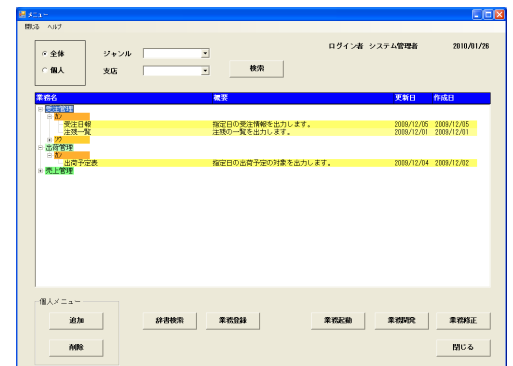 メニュー
閉じる ヘルプ
ログイン者 システム管理者 2010/01/26
全体 ジャンル
個人 支店 検索
業務名 概要 更新日 作成日
受注管理
カン
受注日報 指定日の受注情報を出力します。 2009/12/05 2009/12/05
注残一覧 注残の一覧を出力します。 2009/12/01 2009/12/01
出荷管理
カン
出荷予定表 指定日の出荷予定の対象を出力します。 2009/12/04 2009/12/02
売上管理
個人メニュー
追加 辞書検索 業務登録 業務起動 業務開発 業務修正
削除 閉じる